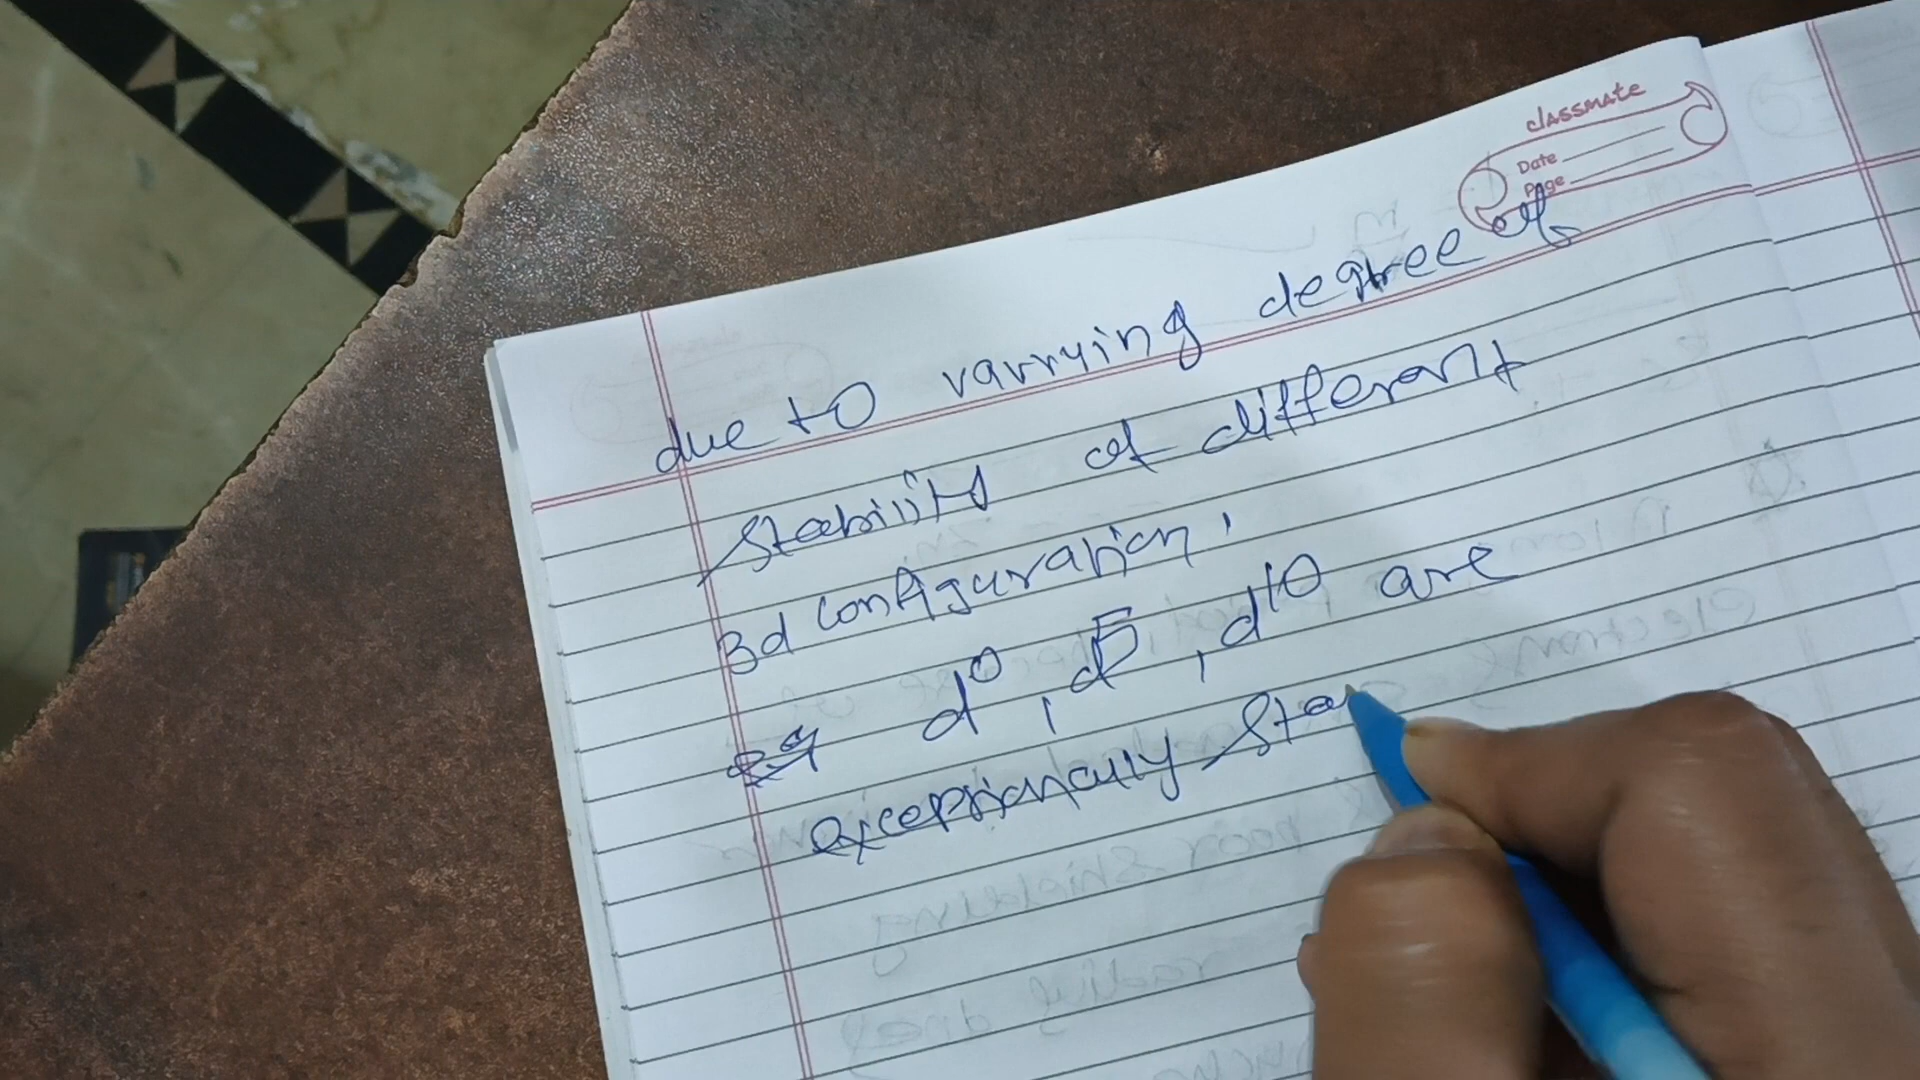 classmate
Date
Page
due to varrying degree of
stability of different
3d configuration,
d⁰, d⁵, d¹⁰ are
exceptionally sta